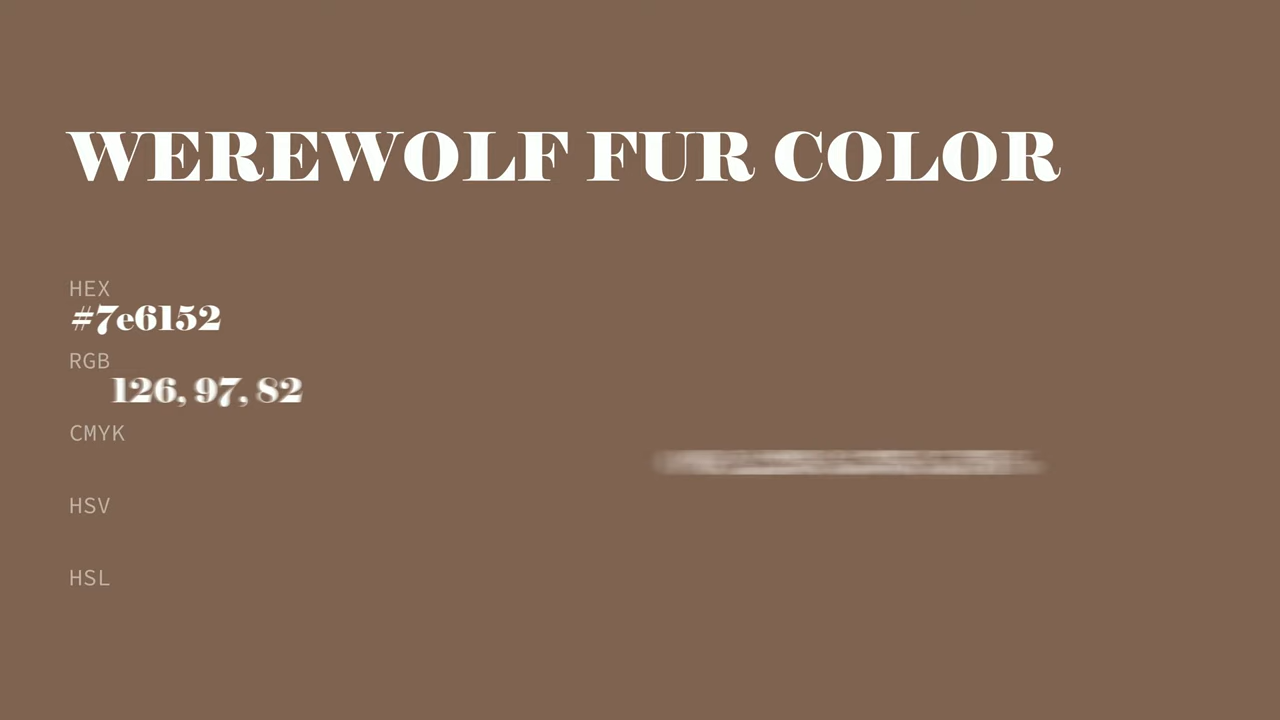 WEREWOLF FUR COLOR
HEX
#7e6152
RGB
126, 97, 82
CMYK
HSV
HSL